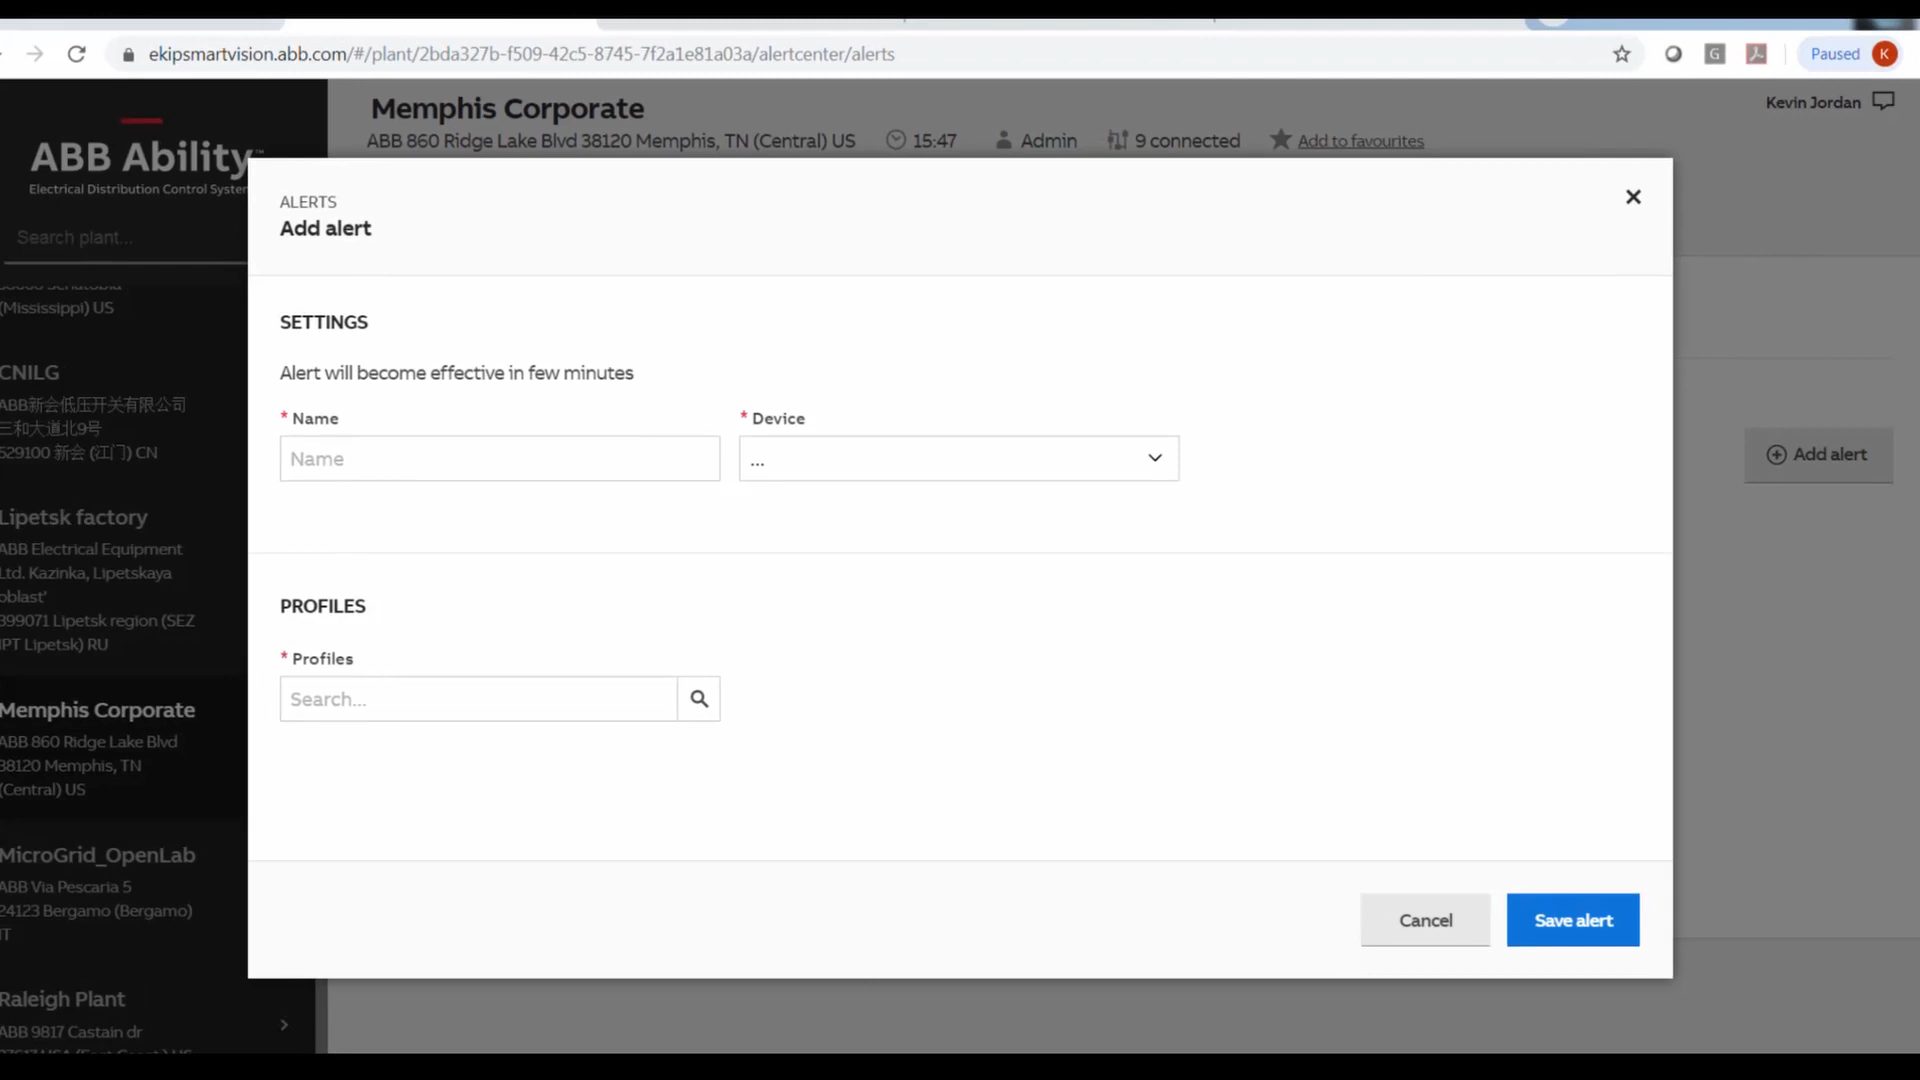 ekipsmartvision.abb.com/#/plant/2bda327b-f509-42c5-8745-7f2a1e81a03a/alertcenter/alerts
G
Paused K
Memphis Corporate
Kevin Jordan
ABB 860 Ridge Lake Blvd 38120 Memphis, TN (Central) US
15:47
Admin
9 connected
Add to favourites
ABB Ability™
Electrical Distribution Control System
Search plant...
(Mississippi) US
CNILG
ABB新会低压开关有限公司
三和大道北9号
529100 新会 (江门) CN
Lipetsk factory
ABB Electrical Equipment
Ltd. Kazinka, Lipetskaya
oblast'
399071 Lipetsk region (SEZ
IPT Lipetsk) RU
Memphis Corporate
ABB 860 Ridge Lake Blvd
38120 Memphis, TN
(Central) US
MicroGrid_OpenLab
ABB Via Pescaria 5
24123 Bergamo (Bergamo)
IT
Raleigh Plant
ABB 9817 Castain dr
ALERTS
Add alert
SETTINGS
Alert will become effective in few minutes
* Name
* Device
Name
...
PROFILES
* Profiles
Search...
Cancel
Save alert
Add alert